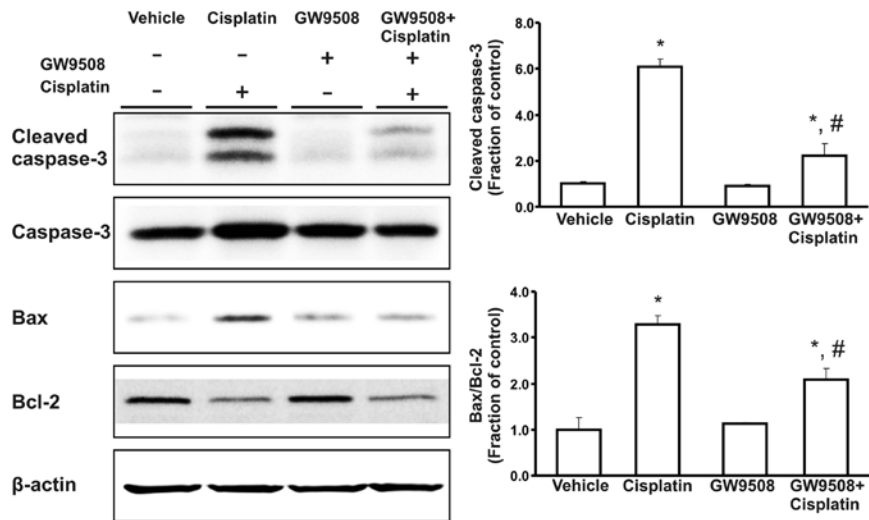 Vehicle Cisplatin GW9508 GW9508+
Cisplatin
GW9508 − − + +
Cisplatin − + − +
Cleaved
caspase-3
Caspase-3
Bax
Bcl-2
β-actin
Cleaved caspase-3
(Fraction of control)
8.0
6.0
4.0
2.0
0.0
*
*, #
Vehicle Cisplatin GW9508 GW9508+
Cisplatin
Bax/Bcl-2
(Fraction of control)
4.0
3.0
2.0
1.0
0.0
*
*, #
Vehicle Cisplatin GW9508 GW9508+
Cisplatin